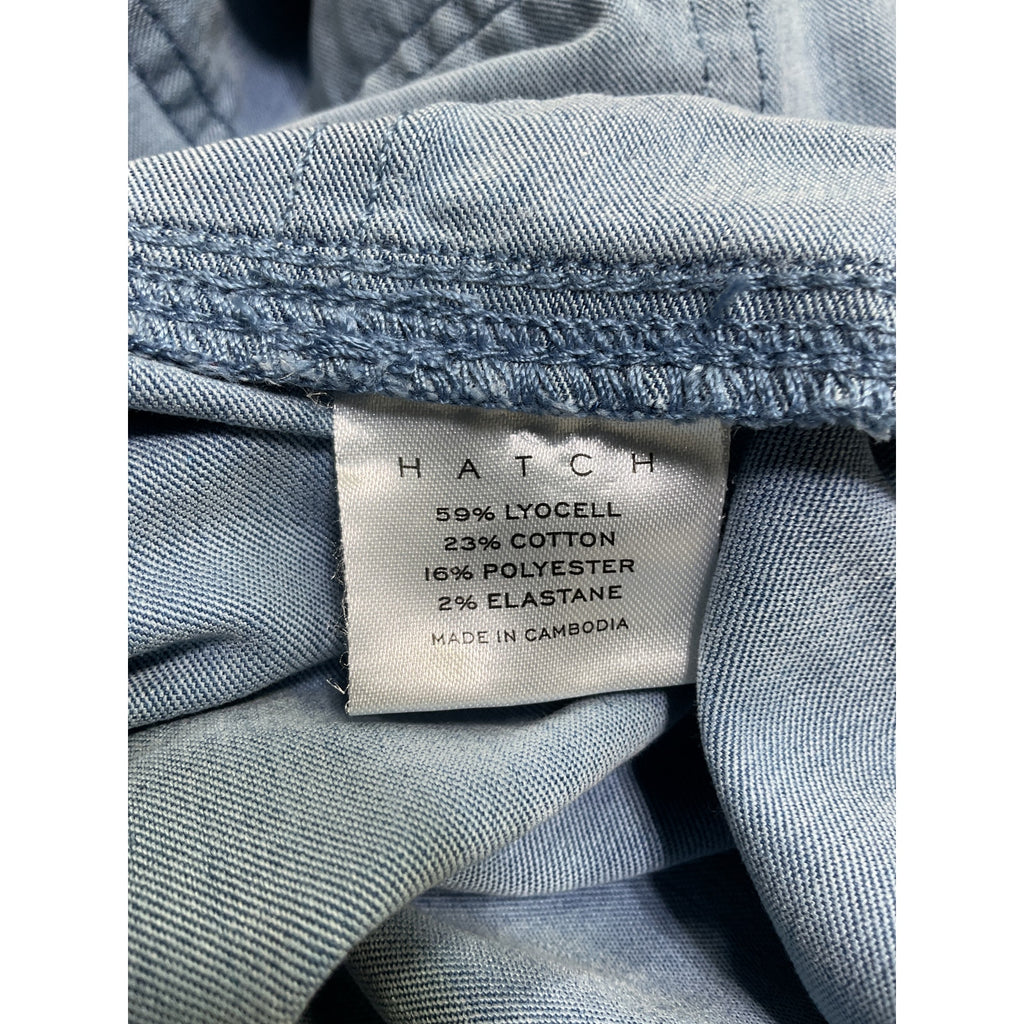 HATCH
59% LYOCELL
23% COTTON
16% POLYESTER
2% ELASTANE
MADE IN CAMBODIA